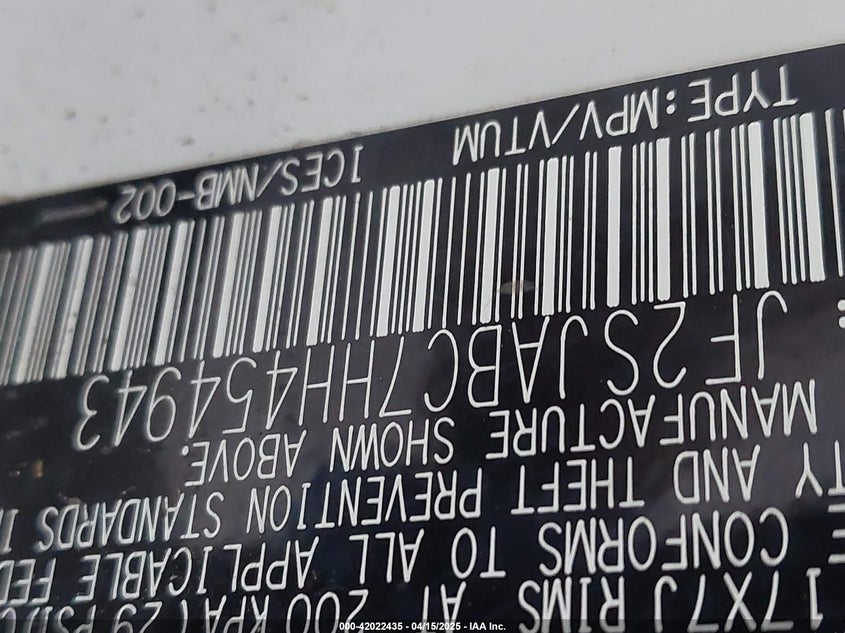 17X7J RIMS AT 200 KPA(29 PSI
E CONFORMS TO ALL APPLICABLE FED
TY AND THEFT PREVENTION STANDARDS I
MANUFACTURE SHOWN ABOVE.
: JF2SJABC7HH454943
TYPE:MPV/VTUM ICES/NMB-002
000-42022435 - 04/15/2025 - IAA Inc.